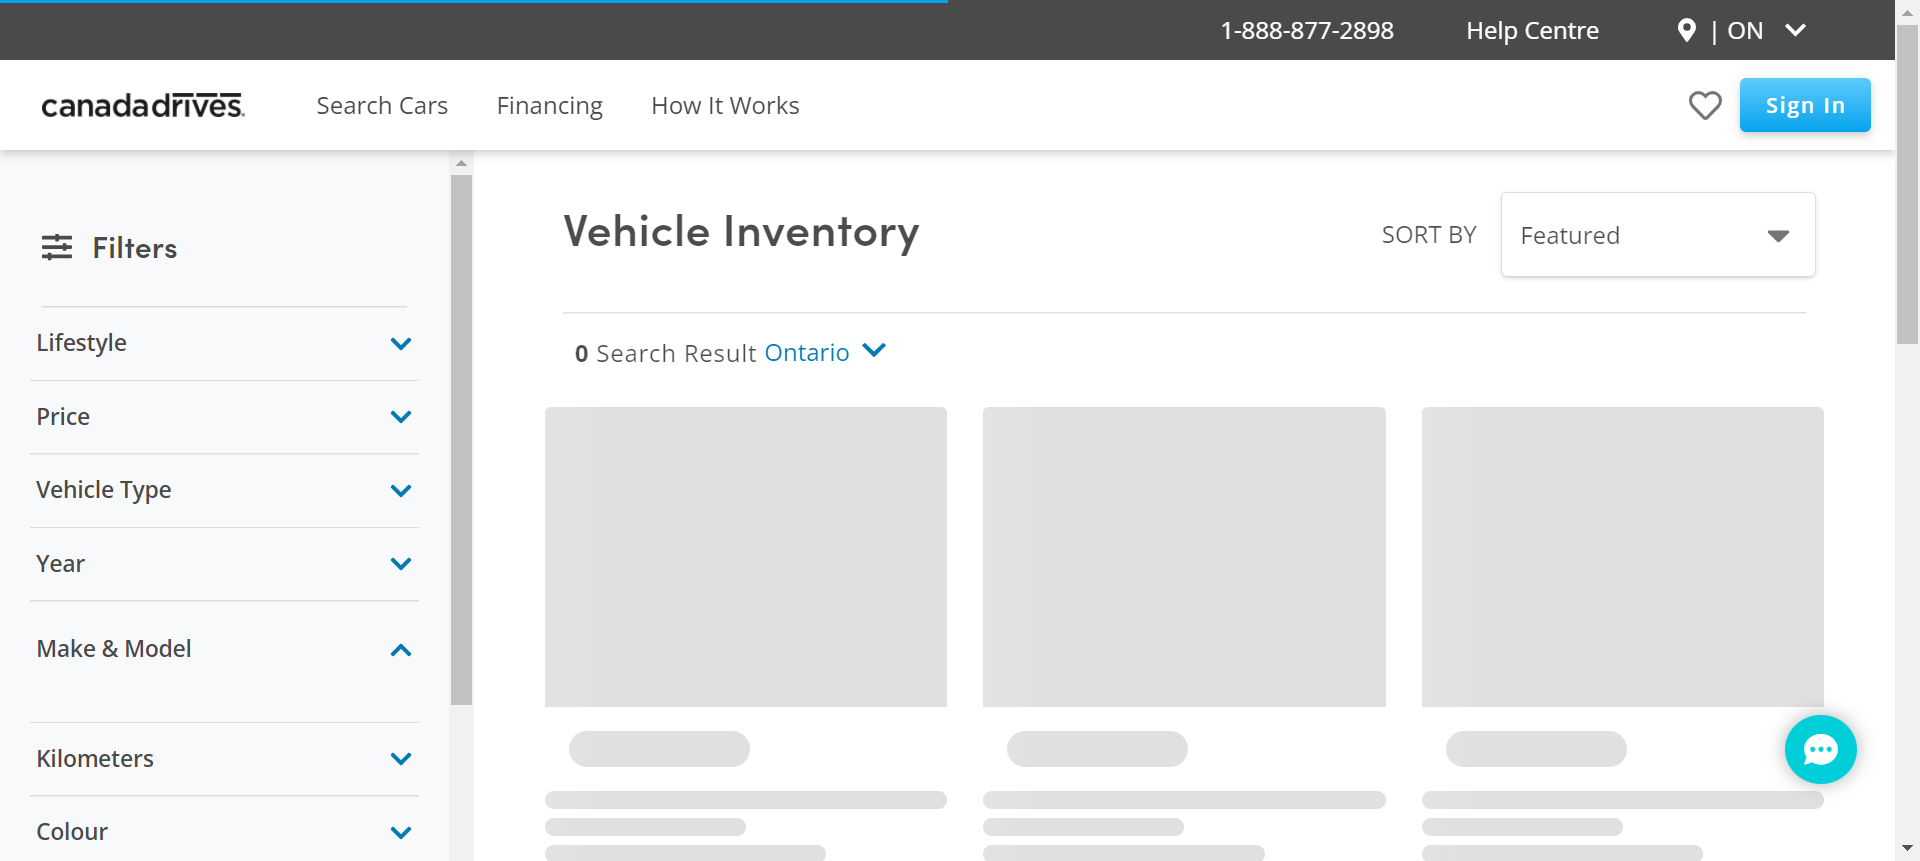 1-888-877-2898 Help Centre | ON
canadadrives. Search Cars Financing How It Works Sign In
Filters
Lifestyle
Price
Vehicle Type
Year
Make & Model
Kilometers
Colour
Vehicle Inventory
SORT BY Featured
0 Search Result Ontario